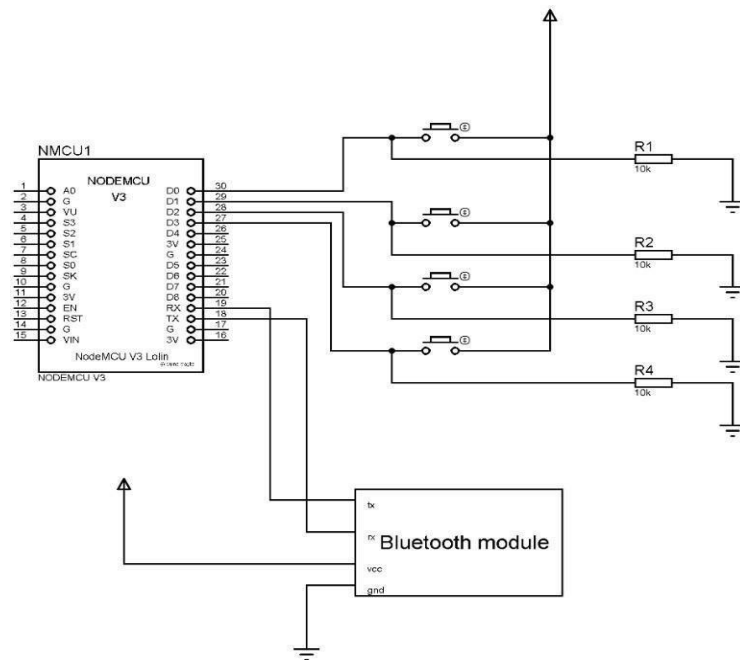 NMCU1
NODEMCU
V3
1 A0 D0 30
2 G D1 29
3 VU D2 28
4 S3 D3 27
5 S2 D4 26
6 S1 3V 25
7 SC G 24
8 S0 D5 23
9 SK D6 22
10 G D7 21
11 3V D8 20
12 EN RX 19
13 RST TX 18
14 G G 17
15 VIN 3V 16
NodeMCU V3 Lolin
NODEMCU V3
R1
10k
R2
10k
R3
10k
R4
10k
tx
rx
Bluetooth module
vcc
gnd